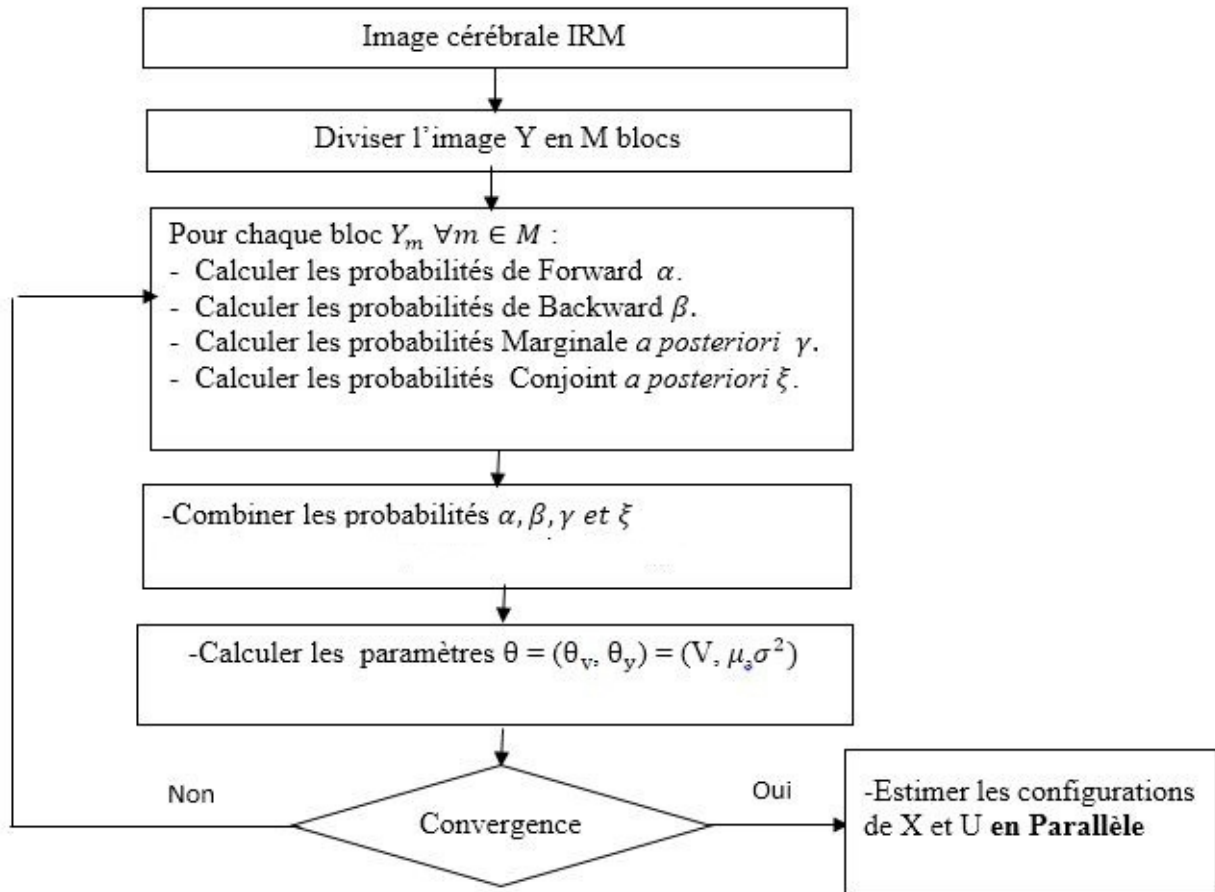 Image cérébrale IRM
Diviser l'image Y en M blocs
Pour chaque bloc Yₘ ∀m ∈ M :
- Calculer les probabilités de Forward α.
- Calculer les probabilités de Backward β.
- Calculer les probabilités Marginale a posteriori γ.
- Calculer les probabilités Conjoint a posteriori ξ.
-Combiner les probabilités α, β, γ et ξ
-Calculer les paramètres θ = (θᵥ, θ_y) = (V, μ, σ²)
Non
Convergence
Oui
-Estimer les configurations
de X et U en Parallèle